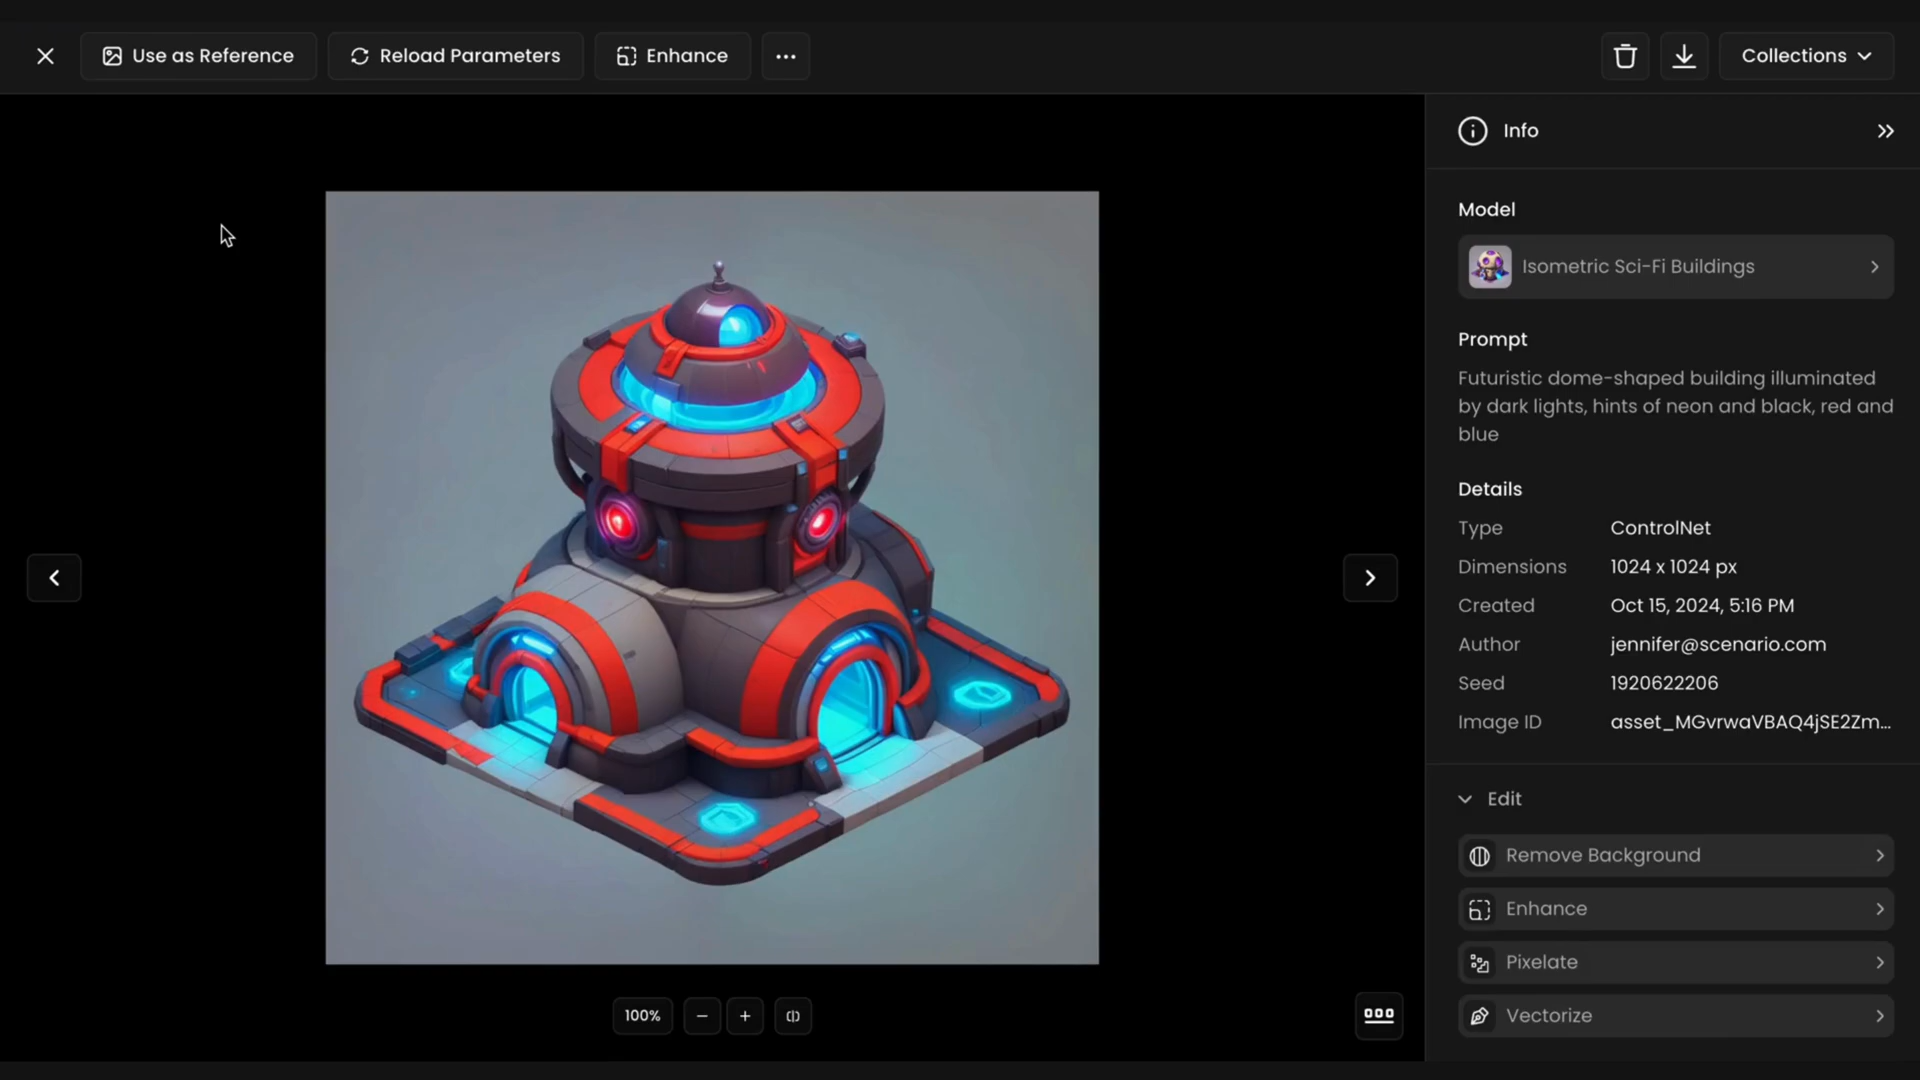 Use as Reference
Reload Parameters
Enhance
Collections
Info
Model
Isometric Sci-Fi Buildings
Prompt
Futuristic dome-shaped building illuminated
by dark lights, hints of neon and black, red and
blue
Details
Type ControlNet
Dimensions 1024 x 1024 px
Created Oct 15, 2024, 5:16 PM
Author jennifer@scenario.com
Seed 1920622206
Image ID asset_MGvrwaVBAQ4jSE2Zm...
Edit
Remove Background
Enhance
Pixelate
Vectorize
100%